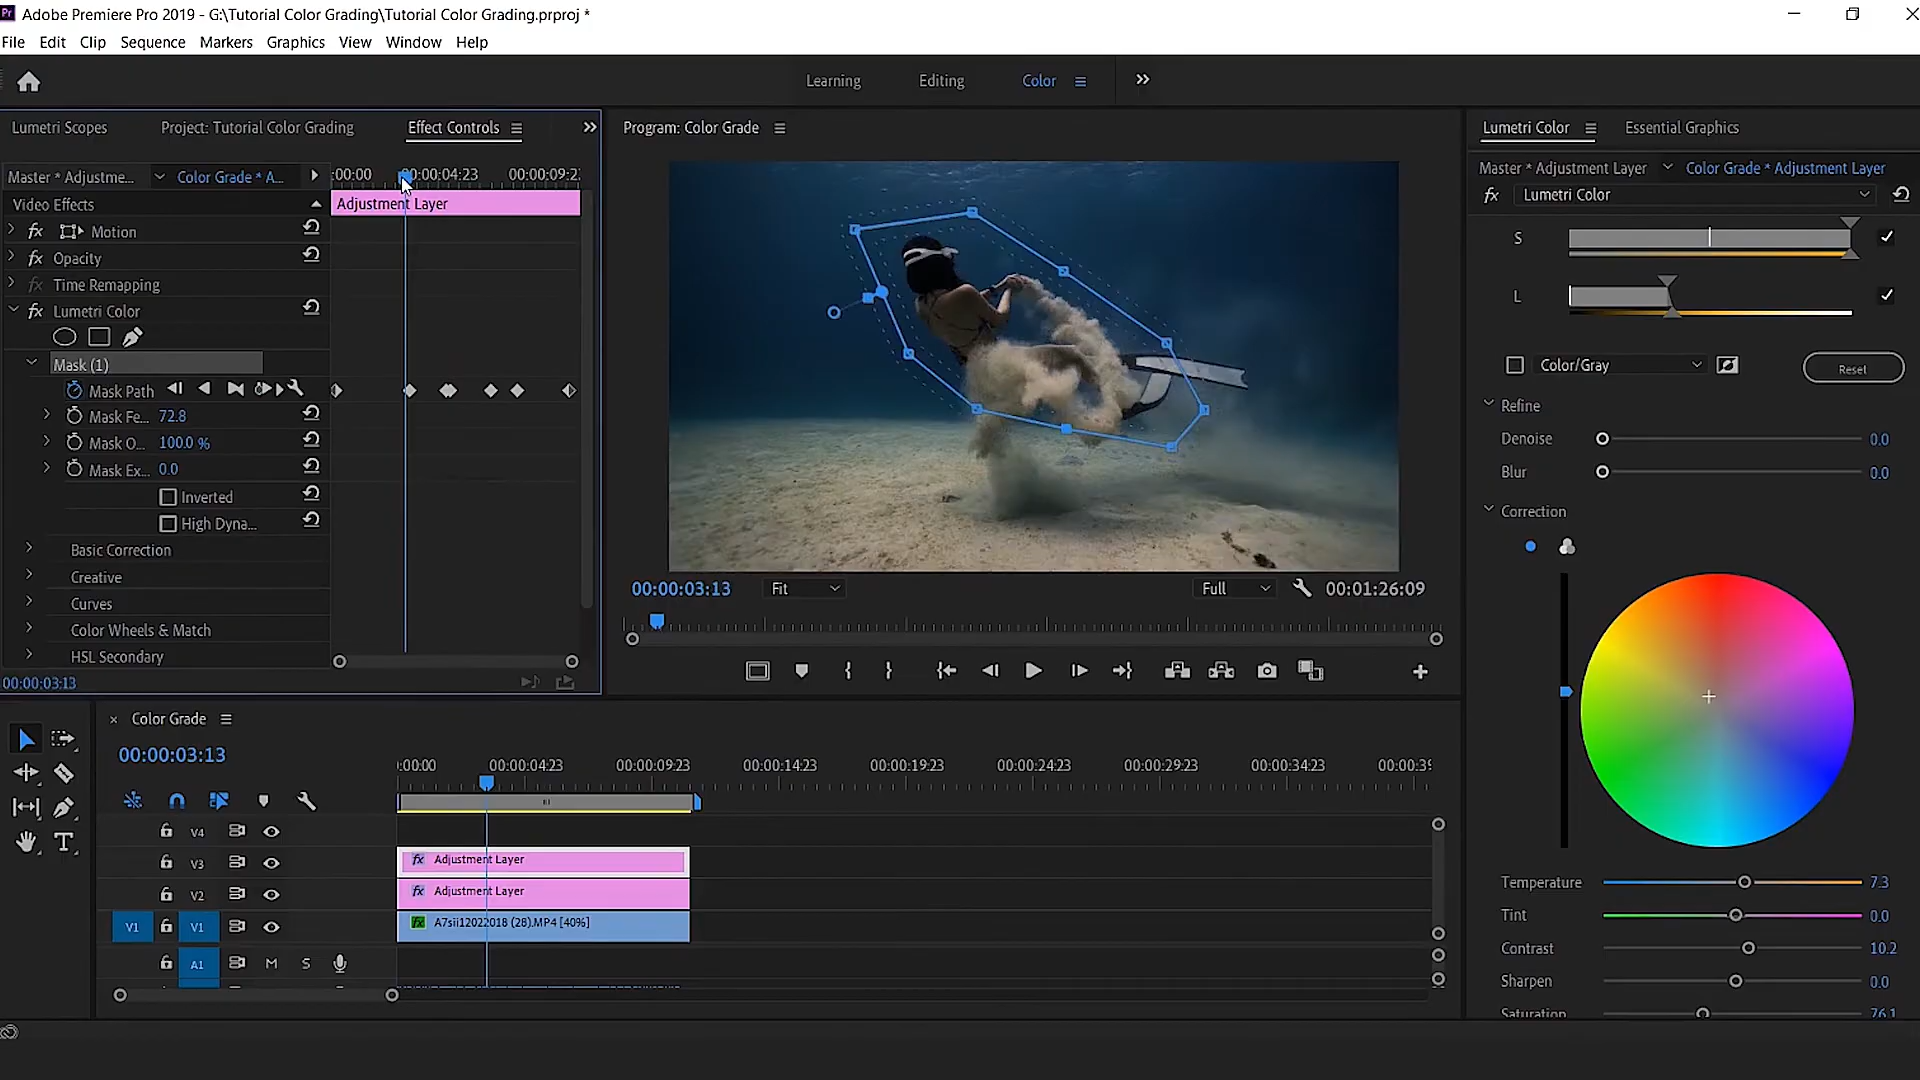 Pr Adobe Premiere Pro 2019 - G:\Tutorial Color Grading\Tutorial Color Grading.prproj *
File Edit Clip Sequence Markers Graphics View Window Help
Learning Editing Color
Lumetri Scopes Project: Tutorial Color Grading Effect Controls
Program: Color Grade
Lumetri Color Essential Graphics
Master * Adjustme... Color Grade * A... :00:00 00:00:04:23 00:00:09:2
Master * Adjustment Layer Color Grade * Adjustment Layer
Video Effects Adjustment Layer
fx Lumetri Color
fx Motion
fx Opacity
fx Time Remapping
fx Lumetri Color
S
L
Mask (1)
Mask Path
Mask Fe... 72.8
Mask O... 100.0 %
Mask Ex... 0.0
Inverted
High Dyna...
Basic Correction
Creative
Curves
Color Wheels & Match
HSL Secondary
00:00:03:13
00:00:03:13 Fit Full 00:01:26:09
Color/Gray Reset
Refine
Denoise 0.0
Blur 0.0
Correction
Temperature 7.3
Tint 0.0
Contrast 10.2
Sharpen 0.0
Saturation 76.1
× Color Grade
00:00:03:13
:00:00 00:00:04:23 00:00:09:23 00:00:14:23 00:00:19:23 00:00:24:23 00:00:29:23 00:00:34:23 00:00:39
V4
V3 fx Adjustment Layer
V2 fx Adjustment Layer
V1 V1 fx A7sii12022018 (28).MP4 [40%]
A1 M S
T